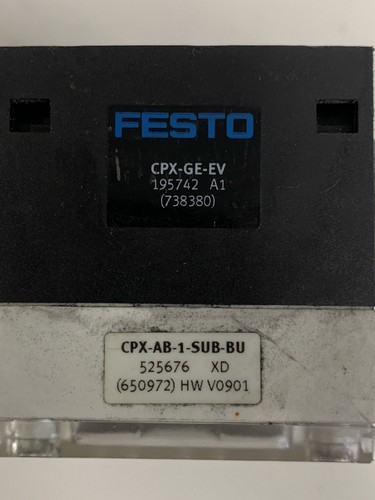 FESTO
CPX-GE-EV
195742 A1
(738380)
CPX-AB-1-SUB-BU
525676 XD
(650972) HW V0901